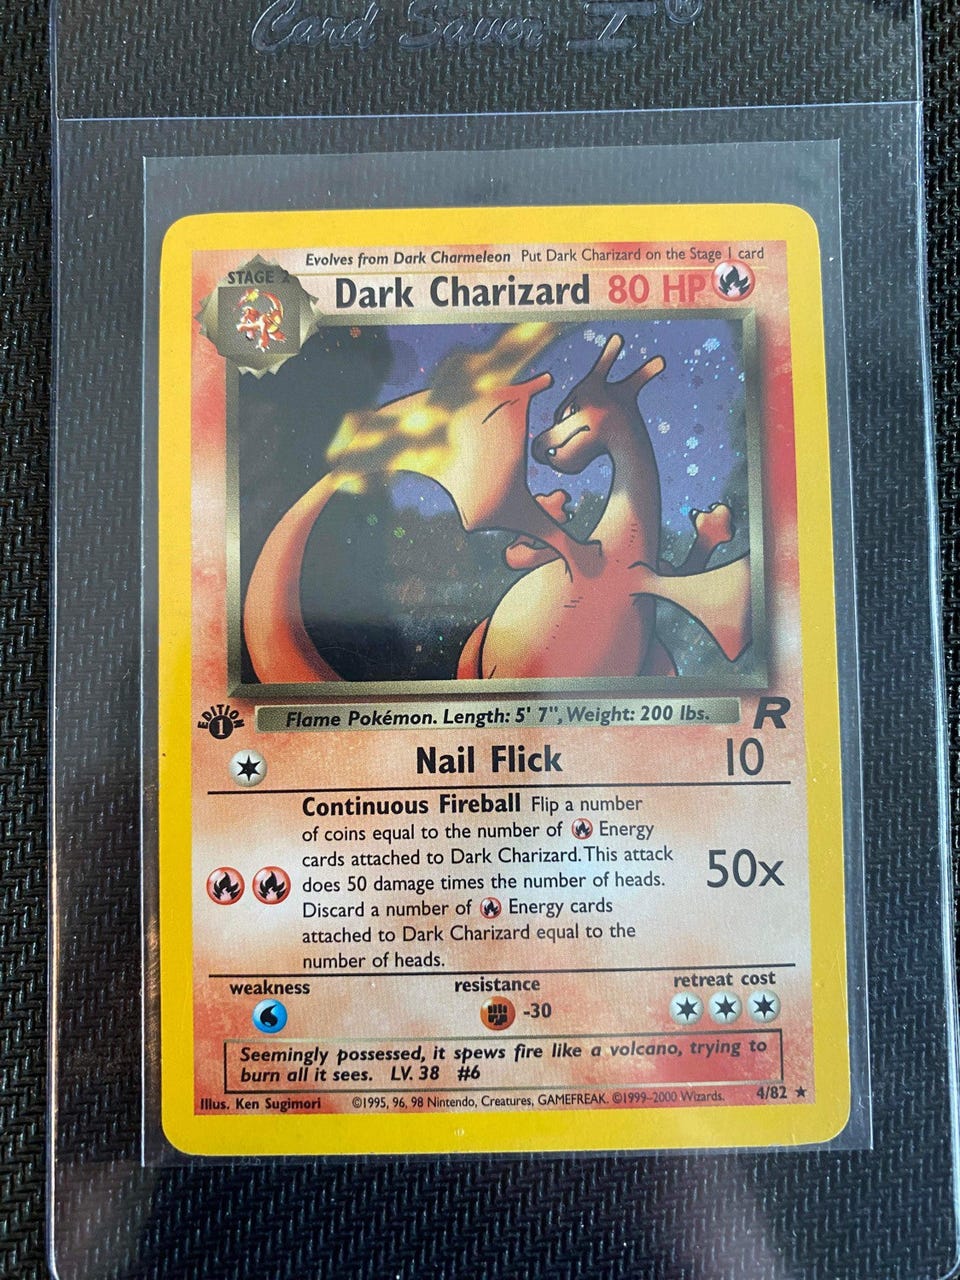 Card Saver I®
Evolves from Dark Charmeleon Put Dark Charizard on the Stage 1 card
STAGE 2
Dark Charizard 80 HP
EDITION 1
Flame Pokémon. Length: 5' 7", Weight: 200 lbs.
R
Nail Flick 10
Continuous Fireball Flip a number
of coins equal to the number of Energy
cards attached to Dark Charizard. This attack
does 50 damage times the number of heads.
Discard a number of Energy cards
attached to Dark Charizard equal to the
number of heads.
50x
weakness resistance retreat cost
-30
Seemingly possessed, it spews fire like a volcano, trying to
burn all it sees. LV. 38 #6
Illus. Ken Sugimori ©1995, 96, 98 Nintendo, Creatures, GAMEFREAK. ©1999-2000 Wizards. 4/82 ★